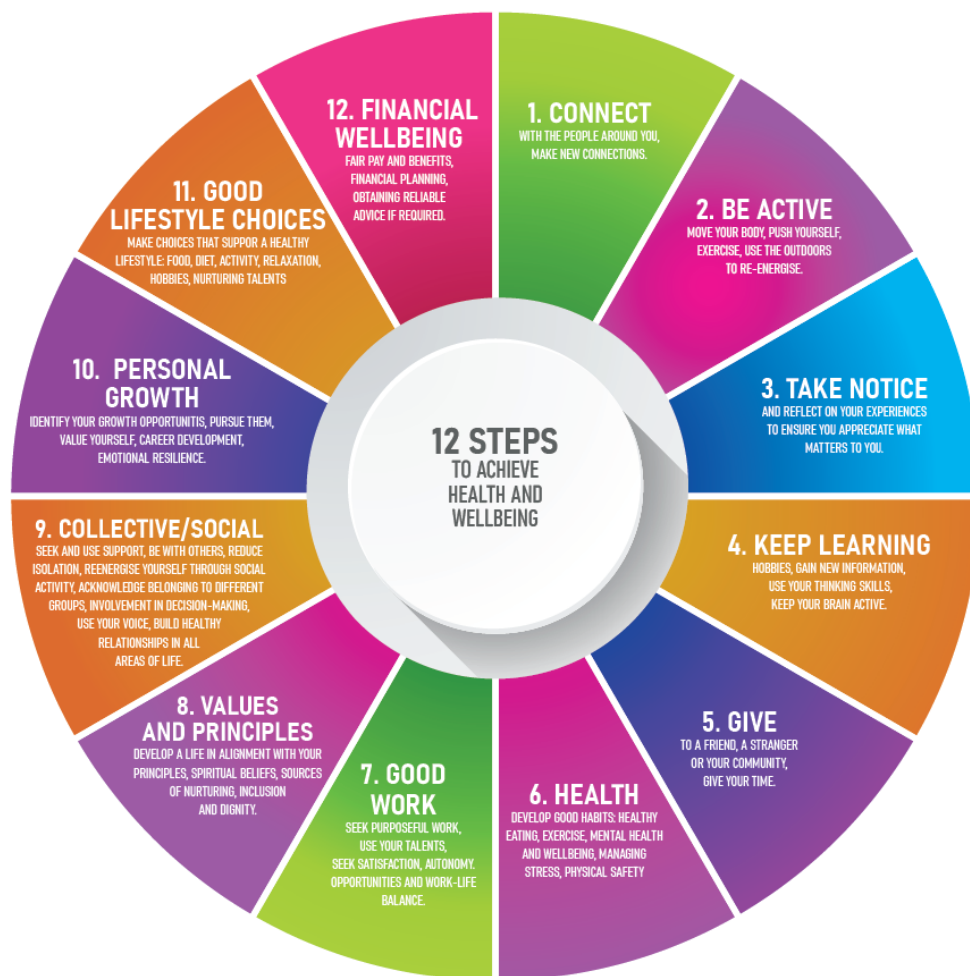 12 STEPS
TO ACHIEVE
HEALTH AND
WELLBEING
1. CONNECT
WITH THE PEOPLE AROUND YOU,
MAKE NEW CONNECTIONS.
2. BE ACTIVE
MOVE YOUR BODY, PUSH YOURSELF,
EXERCISE, USE THE OUTDOORS
TO RE-ENERGISE.
3. TAKE NOTICE
AND REFLECT ON YOUR EXPERIENCES
TO ENSURE YOU APPRECIATE WHAT
MATTERS TO YOU.
4. KEEP LEARNING
HOBBIES, GAIN NEW INFORMATION,
USE YOUR THINKING SKILLS,
KEEP YOUR BRAIN ACTIVE.
5. GIVE
TO A FRIEND, A STRANGER
OR YOUR COMMUNITY,
GIVE YOUR TIME.
6. HEALTH
DEVELOP GOOD HABITS: HEALTHY
EATING, EXERCISE, MENTAL HEALTH
AND WELLBEING, MANAGING
STRESS, PHYSICAL SAFETY
7. GOOD
WORK
SEEK PURPOSEFUL WORK,
USE YOUR TALENTS,
SEEK SATISFACTION, AUTONOMY.
OPPORTUNITIES AND WORK-LIFE
BALANCE.
8. VALUES
AND PRINCIPLES
DEVELOP A LIFE IN ALIGNMENT WITH YOUR
PRINCIPLES, SPIRITUAL BELIEFS, SOURCES
OF NURTURING, INCLUSION
AND DIGNITY.
9. COLLECTIVE/SOCIAL
SEEK AND USE SUPPORT, BE WITH OTHERS, REDUCE
ISOLATION, REENERGISE YOURSELF THROUGH SOCIAL
ACTIVITY, ACKNOWLEDGE BELONGING TO DIFFERENT
GROUPS, INVOLVEMENT IN DECISION-MAKING,
USE YOUR VOICE, BUILD HEALTHY
RELATIONSHIPS IN ALL
AREAS OF LIFE.
10. PERSONAL
GROWTH
IDENTIFY YOUR GROWTH OPPORTUNITIS, PURSUE THEM,
VALUE YOURSELF, CAREER DEVELOPMENT,
EMOTIONAL RESILIENCE.
11. GOOD
LIFESTYLE CHOICES
MAKE CHOICES THAT SUPPOR A HEALTHY
LIFESTYLE: FOOD, DIET, ACTIVITY, RELAXATION,
HOBBIES, NURTURING TALENTS
12. FINANCIAL
WELLBEING
FAIR PAY AND BENEFITS,
FINANCIAL PLANNING,
OBTAINING RELIABLE
ADVICE IF REQUIRED.